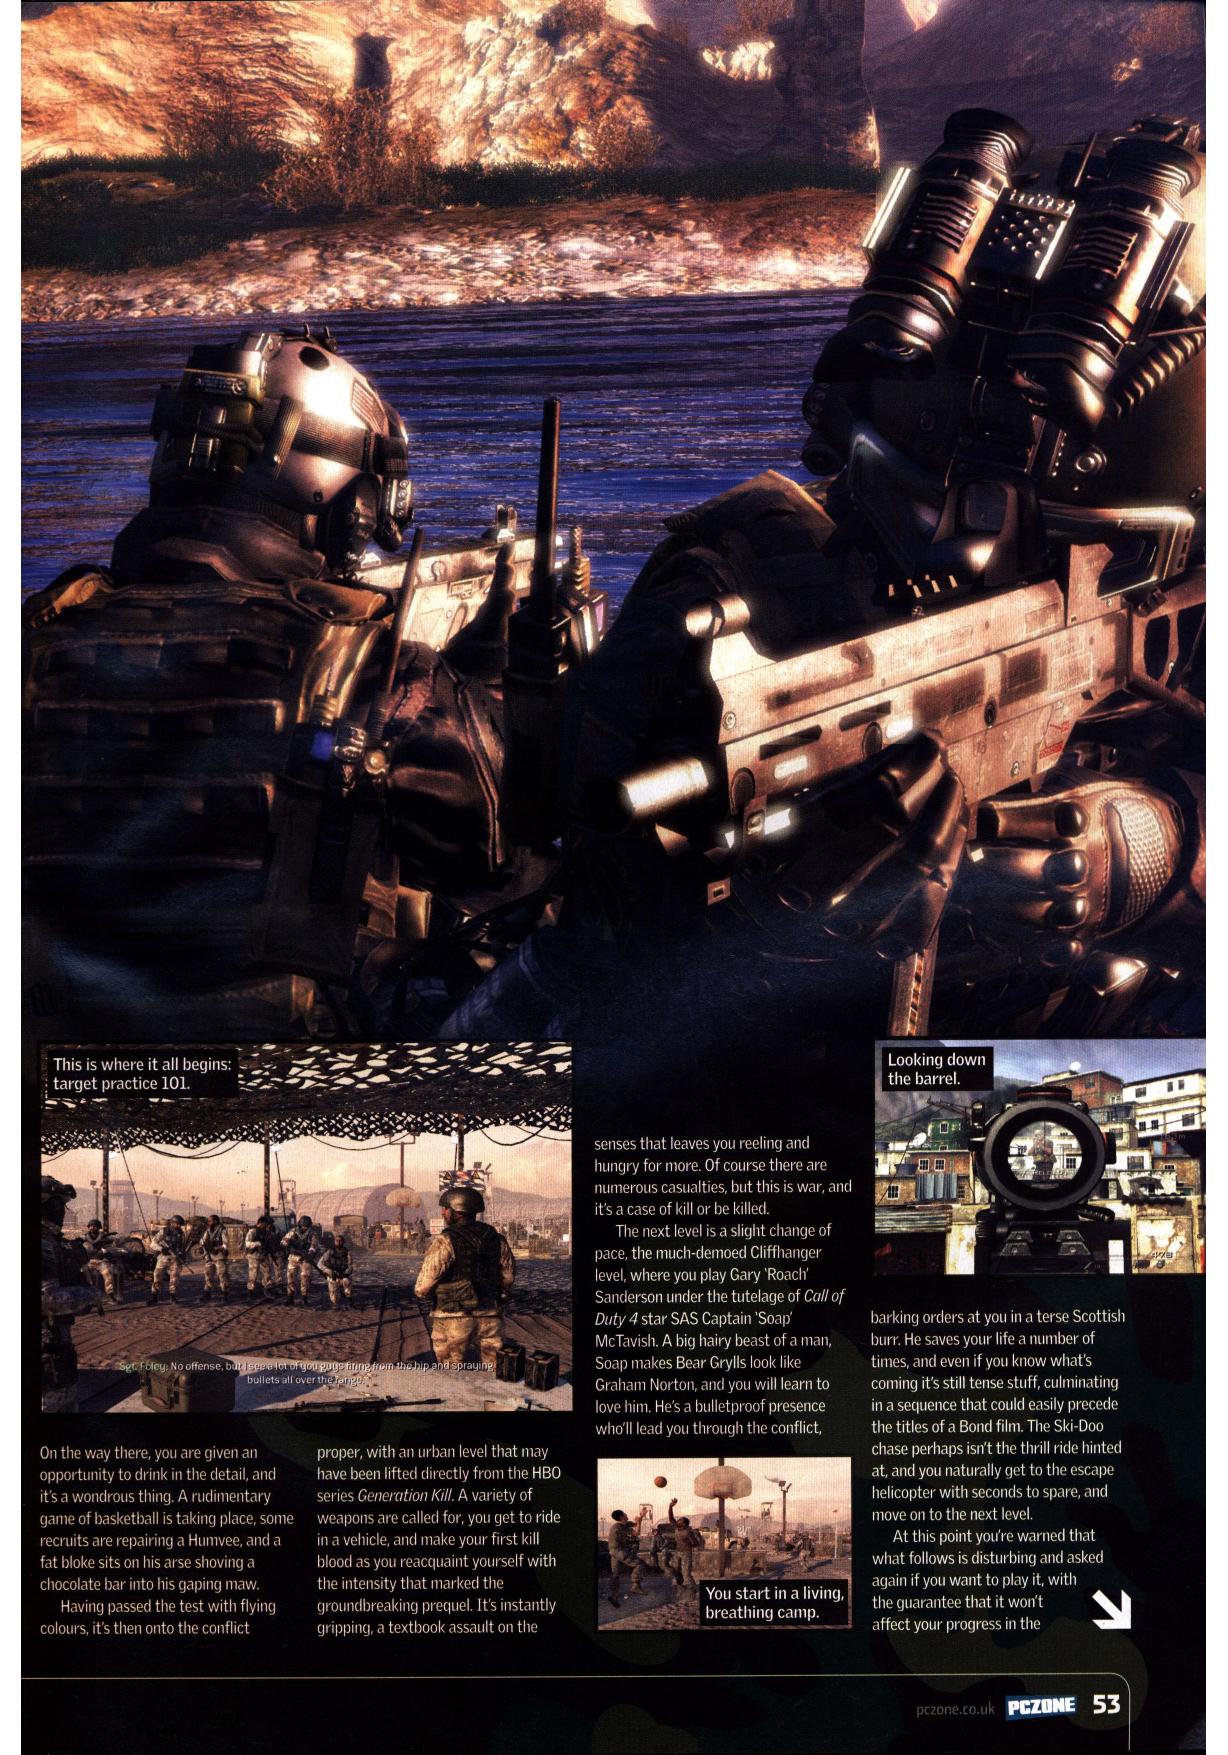 This is where it all begins:
target practice 101.
Sgt. Foley: No offense, but I see a lot of you guys firing from the hip and spraying
bullets all over the range.
On the way there, you are given an
opportunity to drink in the detail, and
it's a wondrous thing. A rudimentary
game of basketball is taking place, some
recruits are repairing a Humvee, and a
fat bloke sits on his arse shoving a
chocolate bar into his gaping maw.
Having passed the test with flying
colours, it's then onto the conflict
proper, with an urban level that may
have been lifted directly from the HBO
series Generation Kill. A variety of
weapons are called for, you get to ride
in a vehicle, and make your first kill
blood as you reacquaint yourself with
the intensity that marked the
groundbreaking prequel. It's instantly
gripping, a textbook assault on the
senses that leaves you reeling and
hungry for more. Of course there are
numerous casualties, but this is war, and
it's a case of kill or be killed.
The next level is a slight change of
pace, the much-demoed Cliffhanger
level, where you play Gary 'Roach'
Sanderson under the tutelage of Call of
Duty 4 star SAS Captain 'Soap'
McTavish. A big hairy beast of a man,
Soap makes Bear Grylls look like
Graham Norton, and you will learn to
love him. He's a bulletproof presence
who'll lead you through the conflict,
You start in a living,
breathing camp.
Looking down
the barrel.
barking orders at you in a terse Scottish
burr. He saves your life a number of
times, and even if you know what's
coming it's still tense stuff, culminating
in a sequence that could easily precede
the titles of a Bond film. The Ski-Doo
chase perhaps isn't the thrill ride hinted
at, and you naturally get to the escape
helicopter with seconds to spare, and
move on to the next level.
At this point you're warned that
what follows is disturbing and asked
again if you want to play it, with
the guarantee that it won't
affect your progress in the
pczone.co.uk PCZONE 53